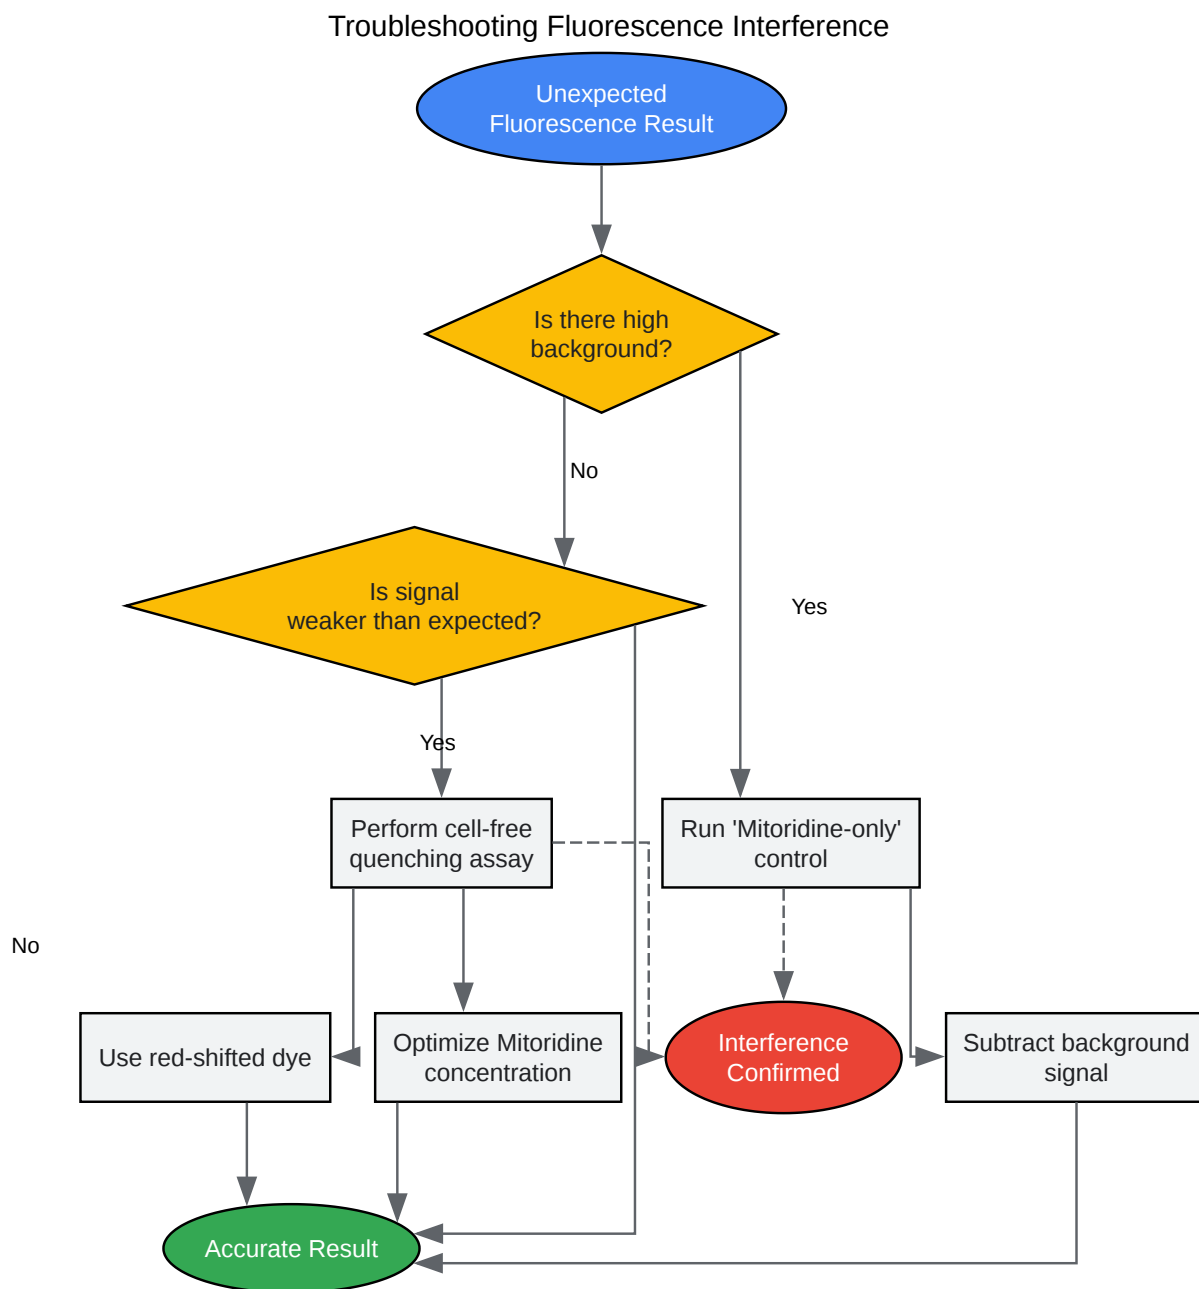 Troubleshooting Fluorescence Interference
Unexpected
Fluorescence Result
Is there high
background?
No
Is signal
weaker than expected?
Yes
Yes
Perform cell-free
quenching assay
Run 'Mitoridine-only'
control
No
Use red-shifted dye
Optimize Mitoridine
concentration
Interference
Confirmed
Subtract background
signal
Accurate Result